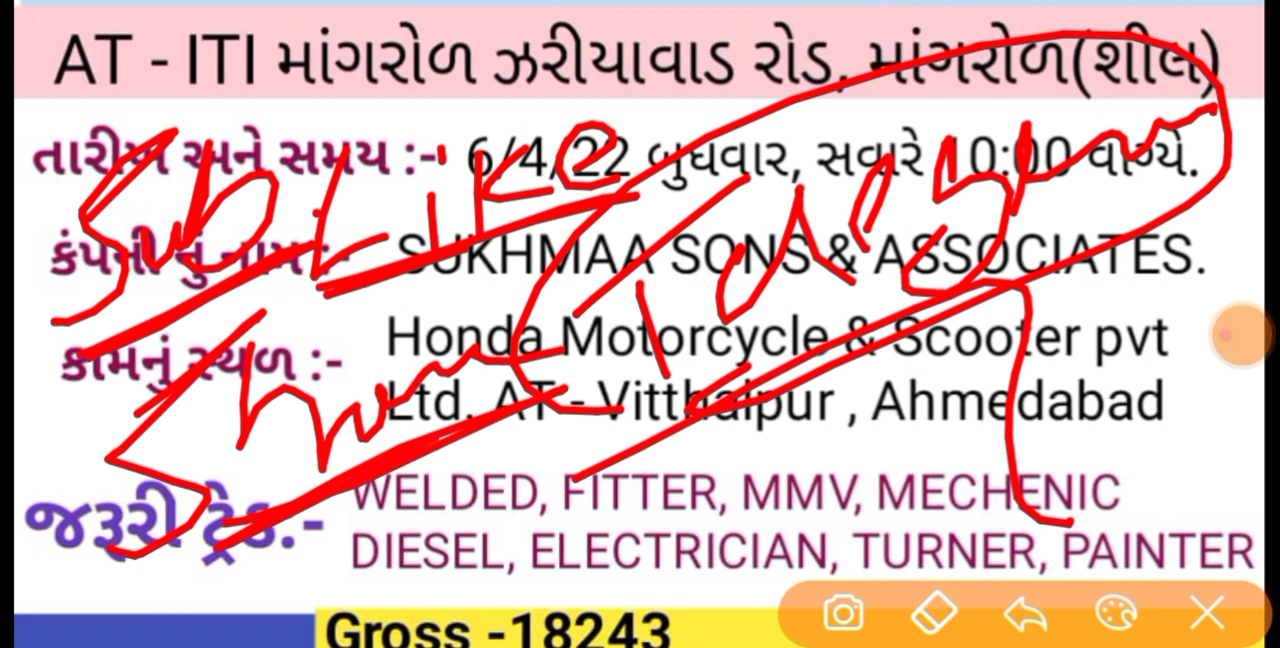 AT - ITI માંગરોળ ઝરીયાવાડ રોડ, માંગરોળ(શીલ)
તારીખ અને સમય :- 6/4/22 બુધવાર, સવારે 10:00 વાગ્યે.
કંપની નું નામ :- SUKHMAA SONS & ASSOCIATES.
કામનું સ્થળ :- Honda Motorcycle & Scooter pvt
Ltd. AT - Vitthalpur , Ahmedabad
જરૂરી ટ્રેડ.- WELDED, FITTER, MMV, MECHENIC
DIESEL, ELECTRICIAN, TURNER, PAINTER
Gross -18243
Sub Like